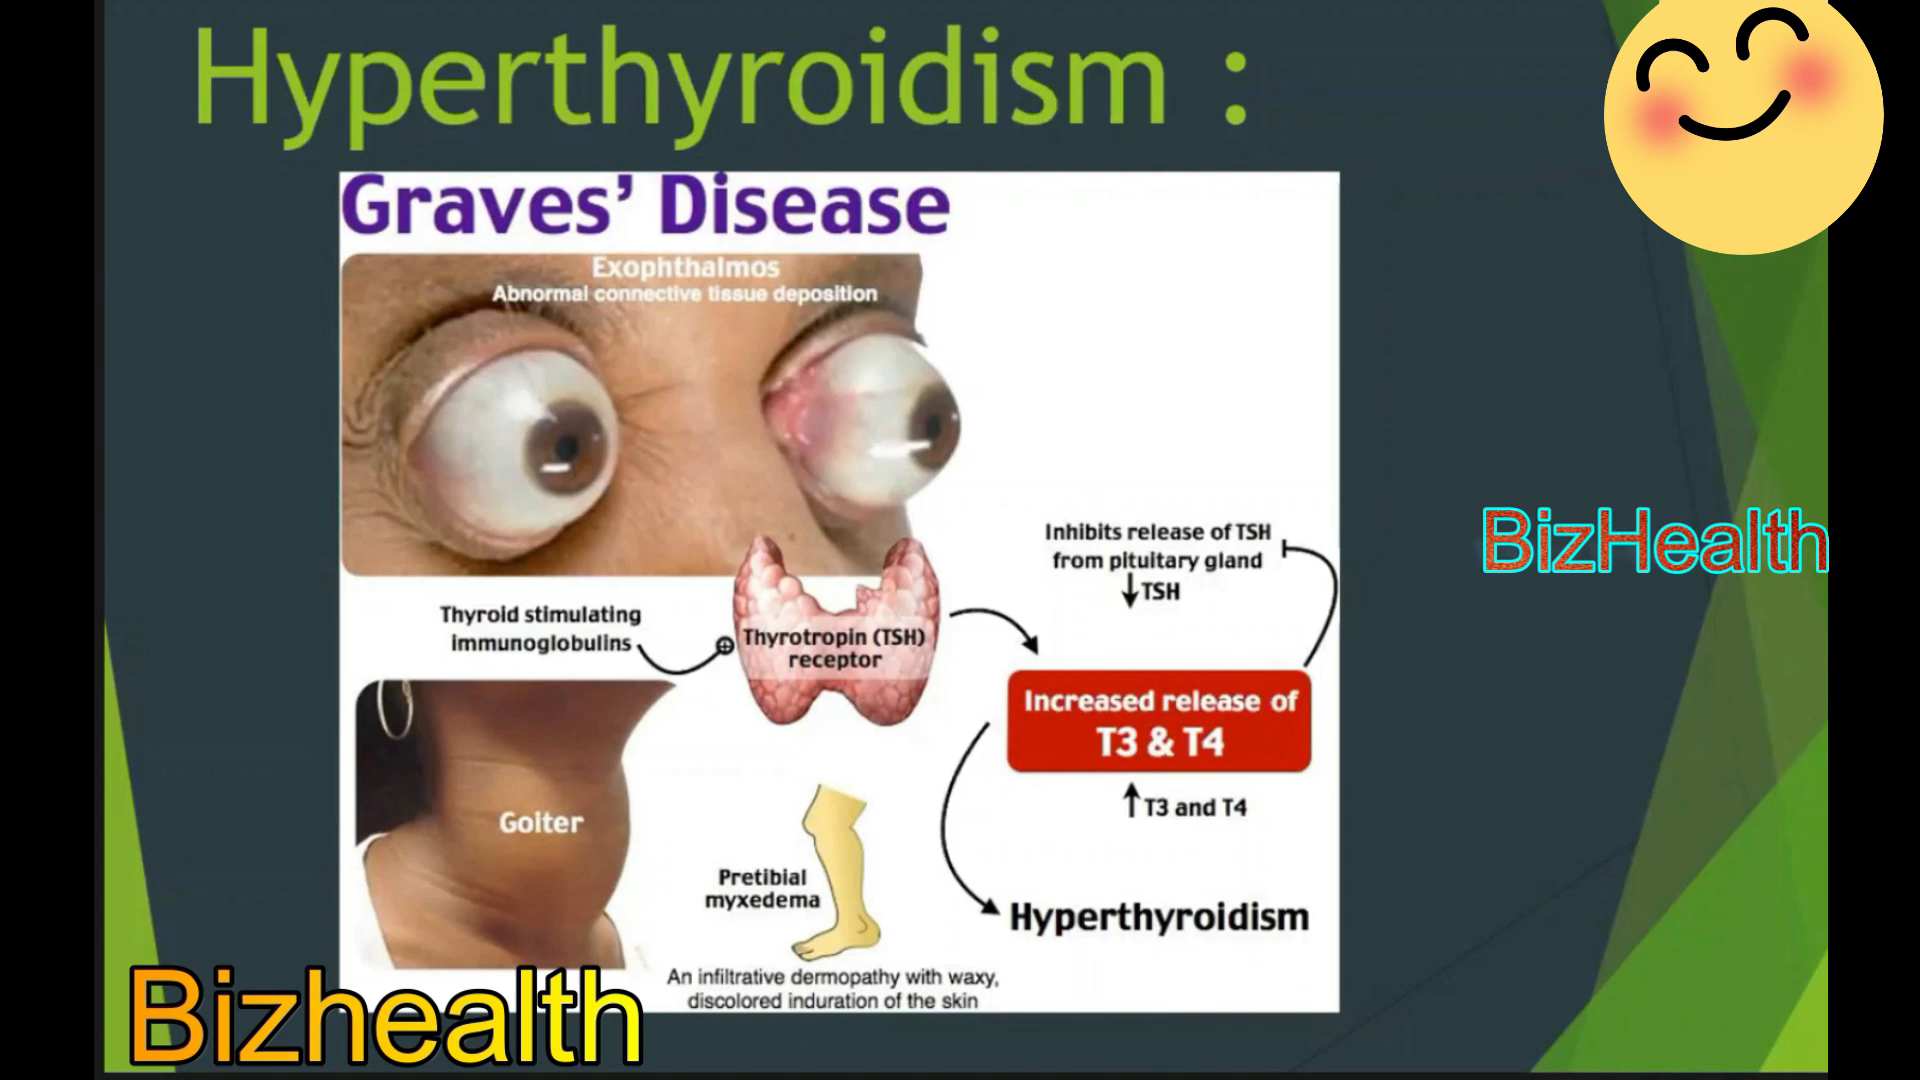 Hyperthyroidism :
Graves' Disease
Exophthalmos
Abnormal connective tissue deposition
Inhibits release of TSH
from pituitary gland
↓TSH
Thyroid stimulating
immunoglobulins
⊕
Thyrotropin (TSH)
receptor
Increased release of
T3 & T4
↑T3 and T4
Goiter
Pretibial
myxedema
Hyperthyroidism
An infiltrative dermopathy with waxy,
discolored induration of the skin
BizHealth
Bizhealth